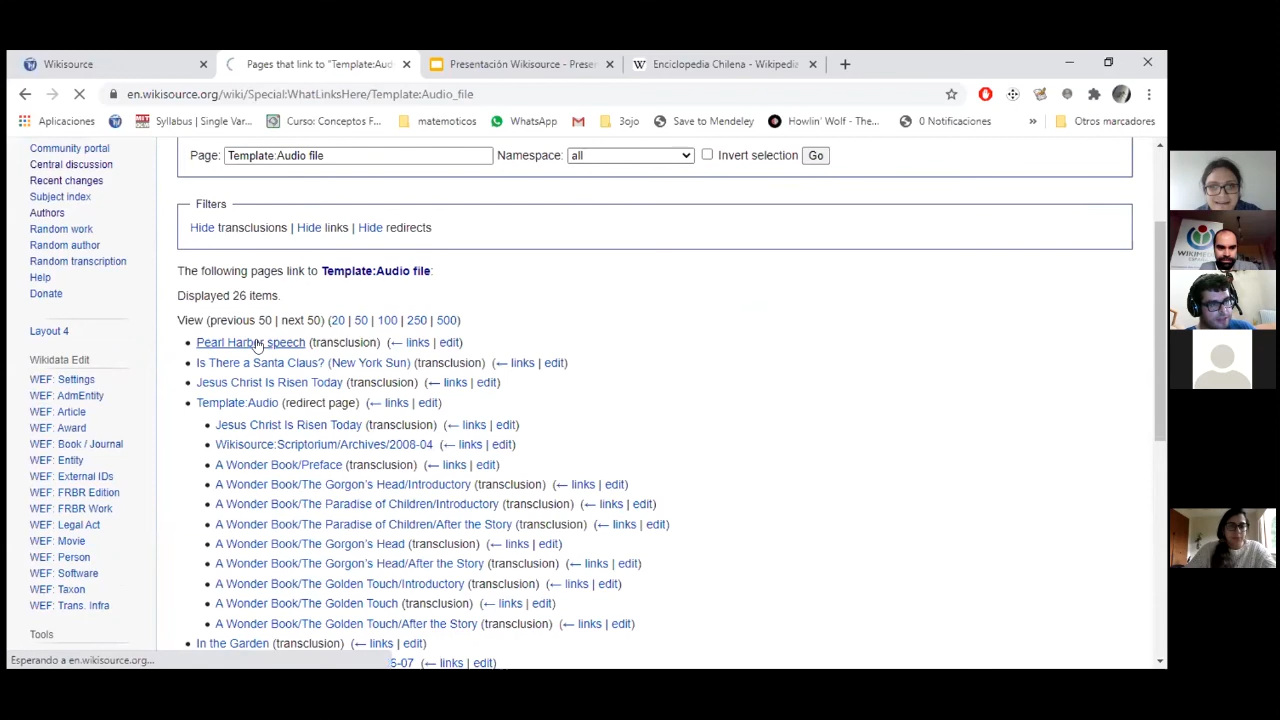 Wikisource
Pages that link to "Template:Aud
Presentación Wikisource - Presen
W Enciclopedia Chilena - Wikipedia
en.wikisource.org/wiki/Special:WhatLinksHere/Template:Audio_file
Aplicaciones
MIT Syllabus | Single Var...
Curso: Conceptos F...
matemoticos
WhatsApp
3ojo
Save to Mendeley
Howlin' Wolf - The...
0 Notificaciones
»
Otros marcadores
Community portal
Central discussion
Recent changes
Subject index
Authors
Random work
Random author
Random transcription
Help
Donate
Layout 4
Wikidata Edit
WEF: Settings
WEF: AdmEntity
WEF: Article
WEF: Award
WEF: Book / Journal
WEF: Entity
WEF: External IDs
WEF: FRBR Edition
WEF: FRBR Work
WEF: Legal Act
WEF: Movie
WEF: Person
WEF: Software
WEF: Taxon
WEF: Trans. Infra
Tools
Page: Template:Audio file Namespace: all Invert selection Go
Filters
Hide transclusions | Hide links | Hide redirects
The following pages link to Template:Audio file:
Displayed 26 items.
View (previous 50 | next 50) (20 | 50 | 100 | 250 | 500)
• Pearl Harbor speech (transclusion) (← links | edit)
• Is There a Santa Claus? (New York Sun) (transclusion) (← links | edit)
• Jesus Christ Is Risen Today (transclusion) (← links | edit)
• Template:Audio (redirect page) (← links | edit)
• Jesus Christ Is Risen Today (transclusion) (← links | edit)
• Wikisource:Scriptorium/Archives/2008-04 (← links | edit)
• A Wonder Book/Preface (transclusion) (← links | edit)
• A Wonder Book/The Gorgon's Head/Introductory (transclusion) (← links | edit)
• A Wonder Book/The Paradise of Children/Introductory (transclusion) (← links | edit)
• A Wonder Book/The Paradise of Children/After the Story (transclusion) (← links | edit)
• A Wonder Book/The Gorgon's Head (transclusion) (← links | edit)
• A Wonder Book/The Gorgon's Head/After the Story (transclusion) (← links | edit)
• A Wonder Book/The Golden Touch/Introductory (transclusion) (← links | edit)
• A Wonder Book/The Golden Touch (transclusion) (← links | edit)
• A Wonder Book/The Golden Touch/After the Story (transclusion) (← links | edit)
• In the Garden (transclusion) (← links | edit)
6-07 (← links | edit)
Esperando a en.wikisource.org...
WIKIMEDIA